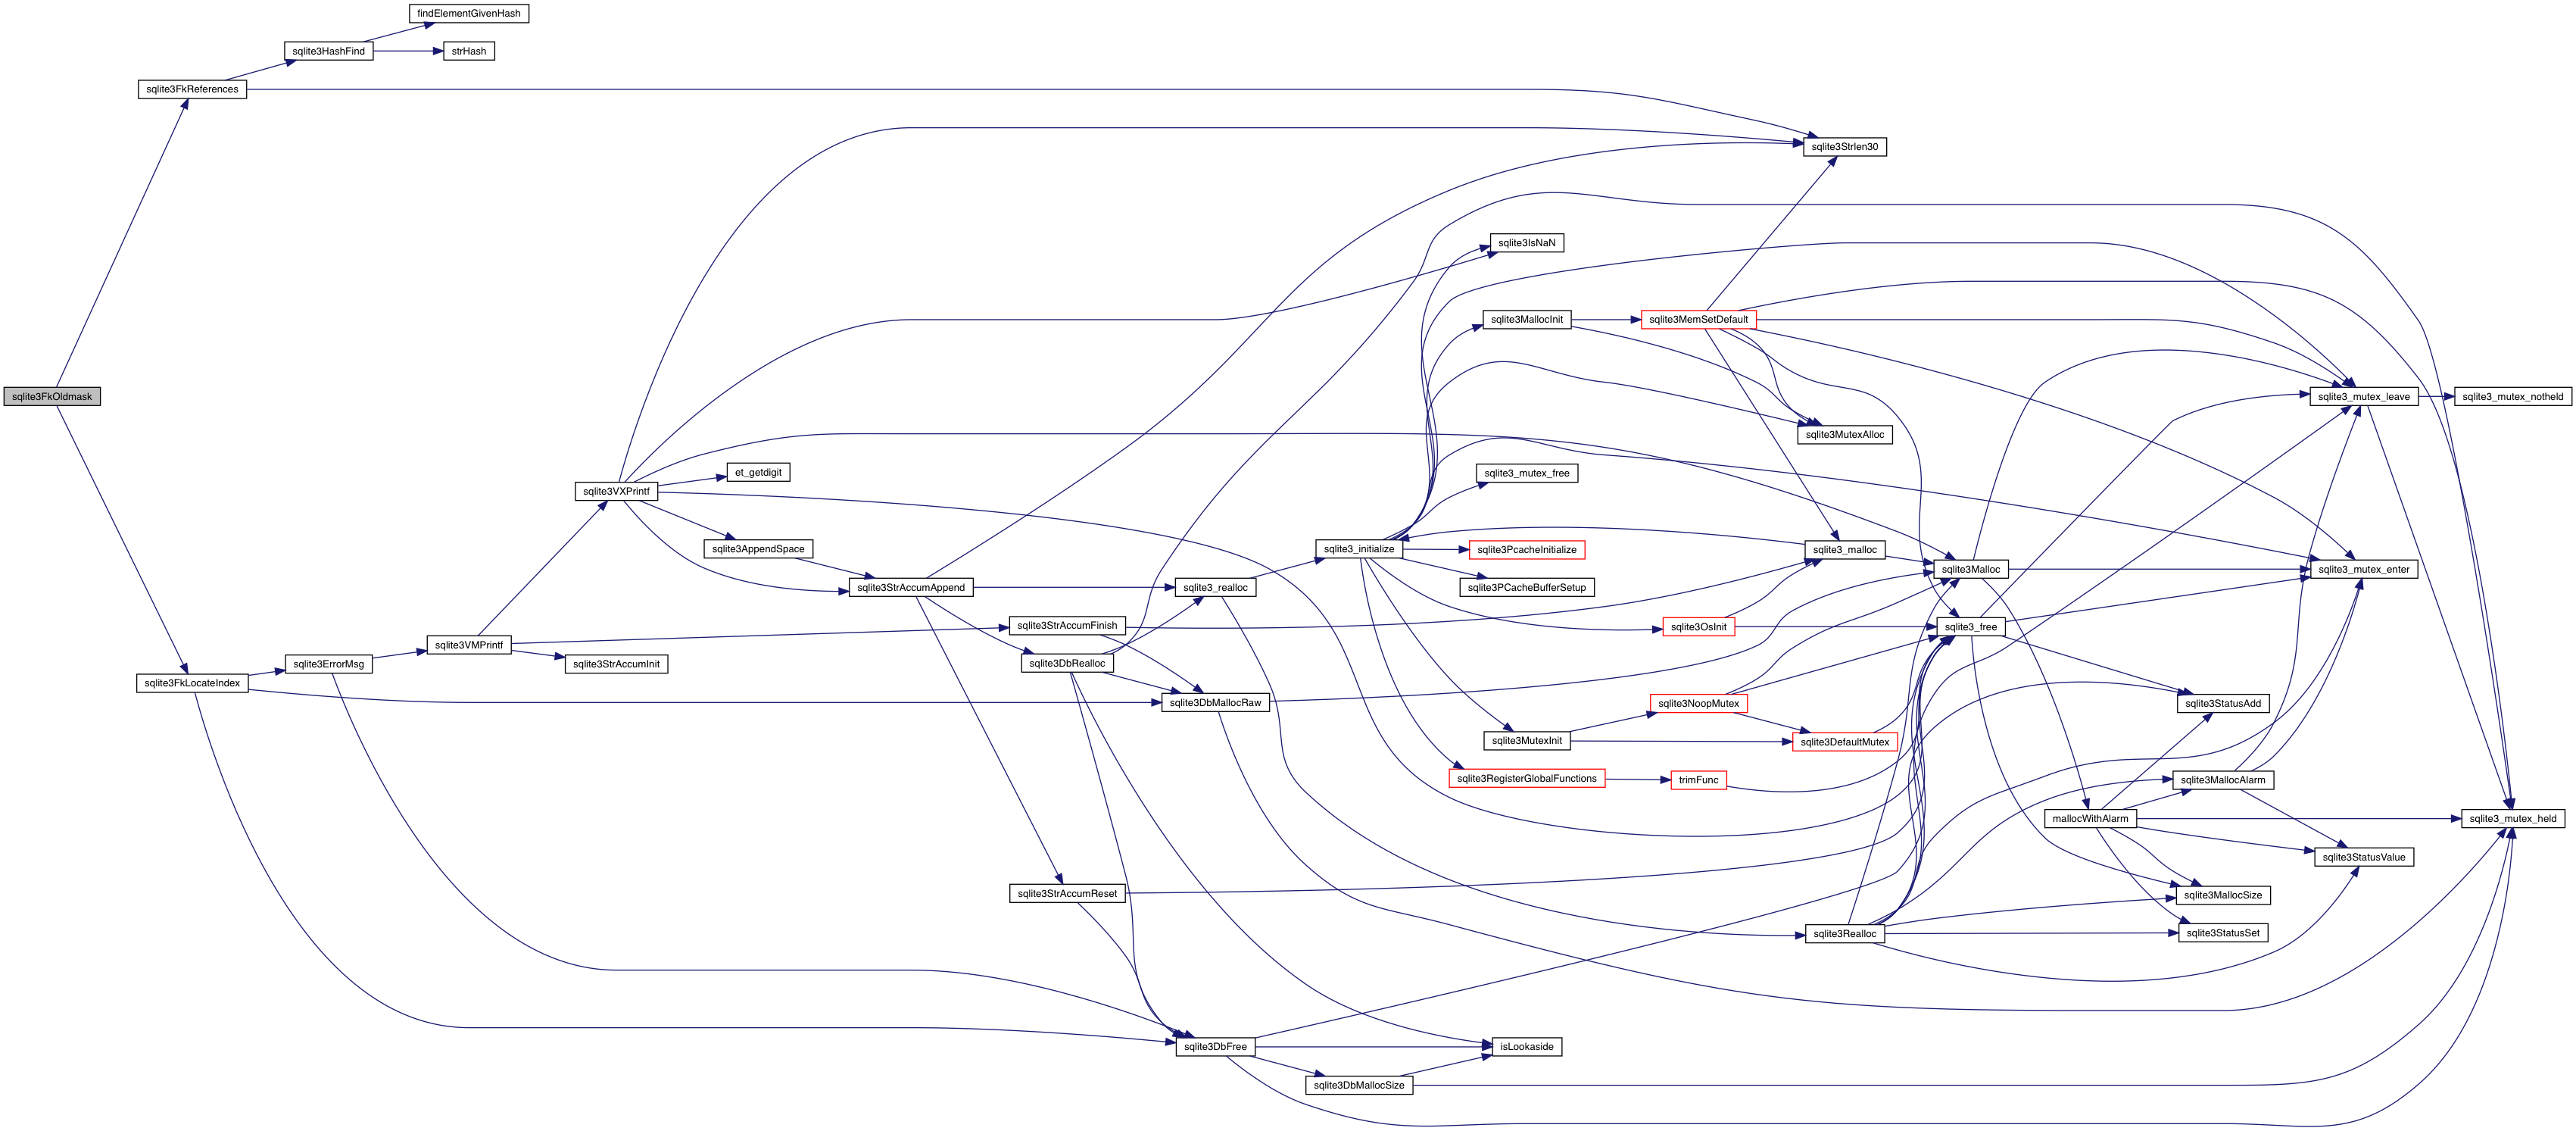 findElementGivenHash
sqlite3HashFind
strHash
sqlite3FkReferences
sqlite3Strlen30
sqlite3IsNaN
sqlite3MallocInit
sqlite3MemSetDefault
sqlite3FkOldmask
sqlite3_mutex_leave
sqlite3_mutex_notheld
sqlite3MutexAlloc
et_getdigit
sqlite3_mutex_free
sqlite3VXPrintf
sqlite3AppendSpace
sqlite3_initialize
sqlite3PcacheInitialize
sqlite3_malloc
sqlite3Malloc
sqlite3_mutex_enter
sqlite3StrAccumAppend
sqlite3_realloc
sqlite3PCacheBufferSetup
sqlite3StrAccumFinish
sqlite3OsInit
sqlite3_free
sqlite3VMPrintf
sqlite3ErrorMsg
sqlite3StrAccumInit
sqlite3DbRealloc
sqlite3FkLocateIndex
sqlite3DbMallocRaw
sqlite3NoopMutex
sqlite3StatusAdd
sqlite3MutexInit
sqlite3DefaultMutex
sqlite3RegisterGlobalFunctions
trimFunc
sqlite3MallocAlarm
mallocWithAlarm
sqlite3_mutex_held
sqlite3StatusValue
sqlite3StrAccumReset
sqlite3MallocSize
sqlite3Realloc
sqlite3StatusSet
sqlite3DbFree
isLookaside
sqlite3DbMallocSize